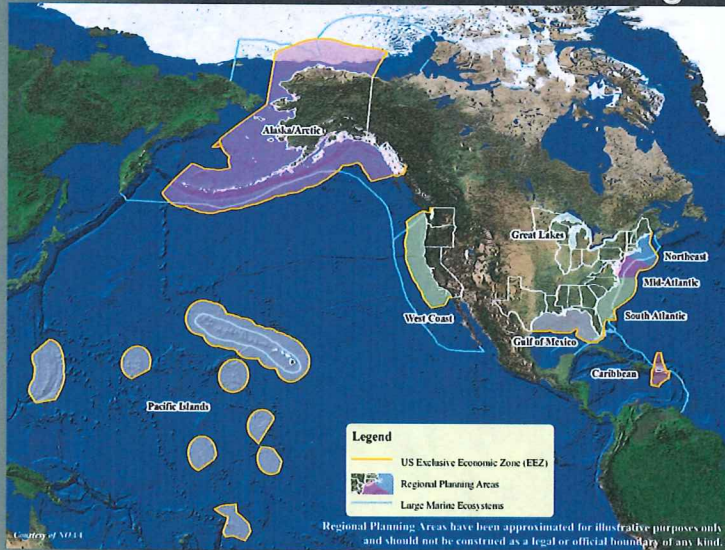 Alaska/Arctic
Great Lakes
Northeast
Mid-Atlantic
South Atlantic
West Coast
Gulf of Mexico
Caribbean
Pacific Islands
Legend
US Exclusive Economic Zone (EEZ)
Regional Planning Areas
Large Marine Ecosystems
Courtesy of NOAA
Regional Planning Areas have been approximated for illustrative purposes only
and should not be construed as a legal or official boundary of any kind.